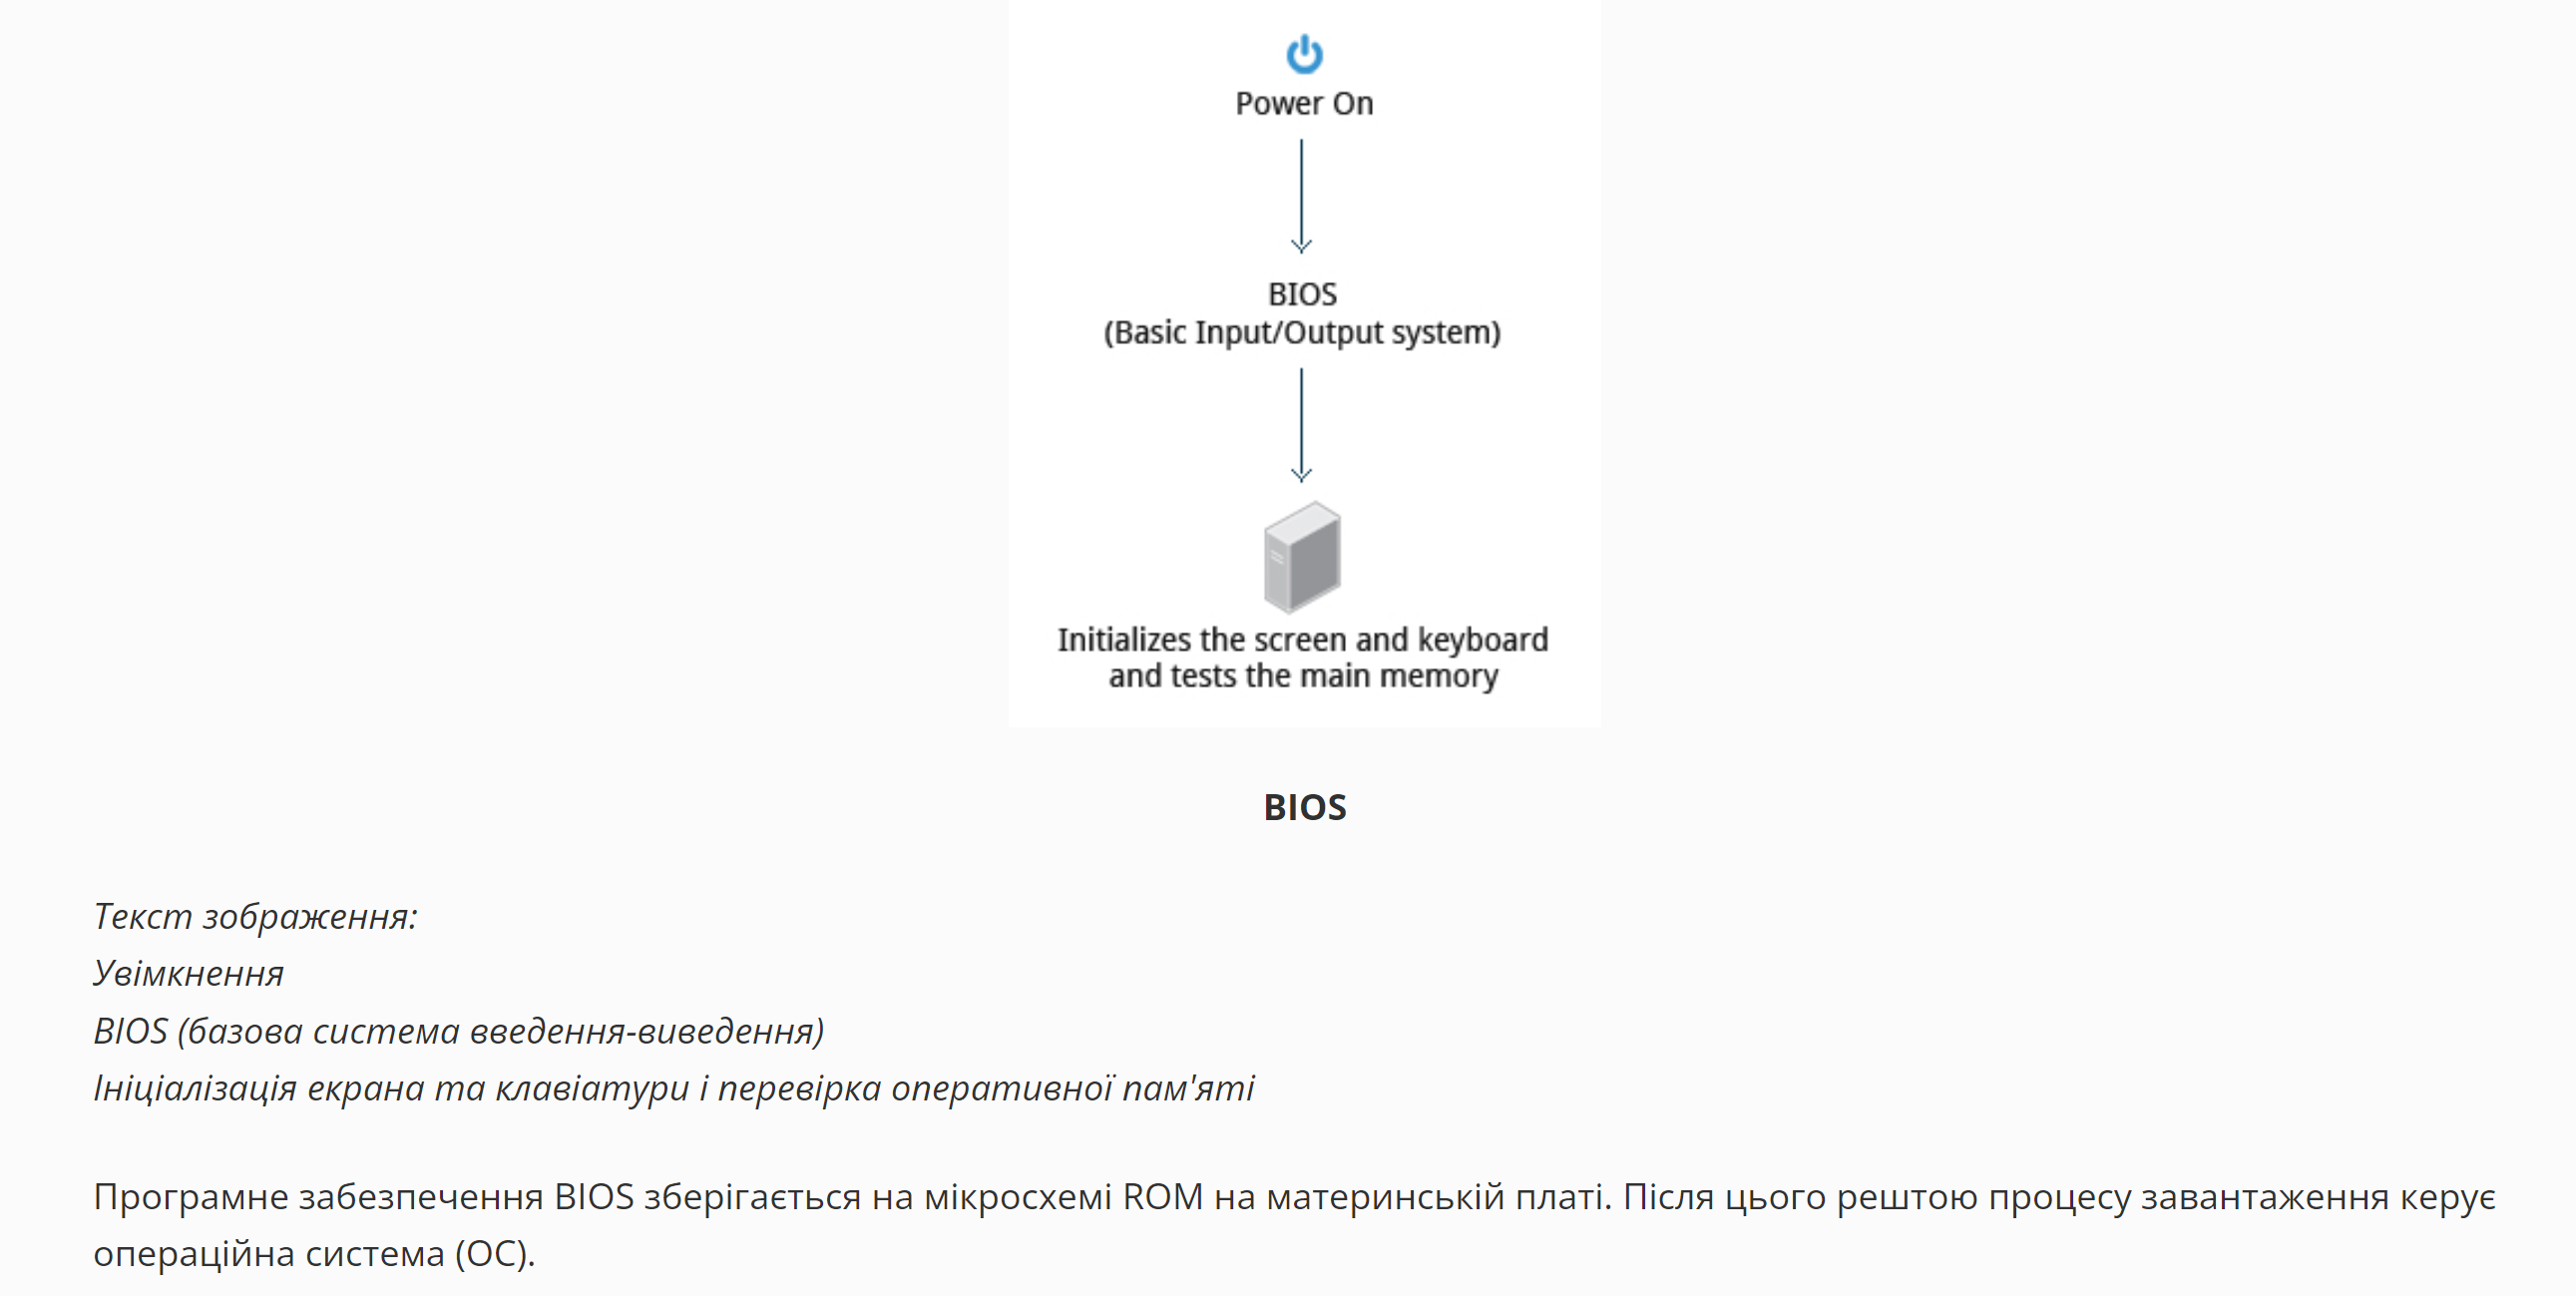 Power On
BIOS
(Basic Input/Output system)
Initializes the screen and keyboard
and tests the main memory
BIOS
Текст зображення:
Увімкнення
BIOS (базова система введення-виведення)
Ініціалізація екрана та клавіатури і перевірка оперативної пам'яті
Програмне забезпечення BIOS зберігається на мікросхемі ROM на материнській платі. Після цього рештою процесу завантаження керує
операційна система (ОС).